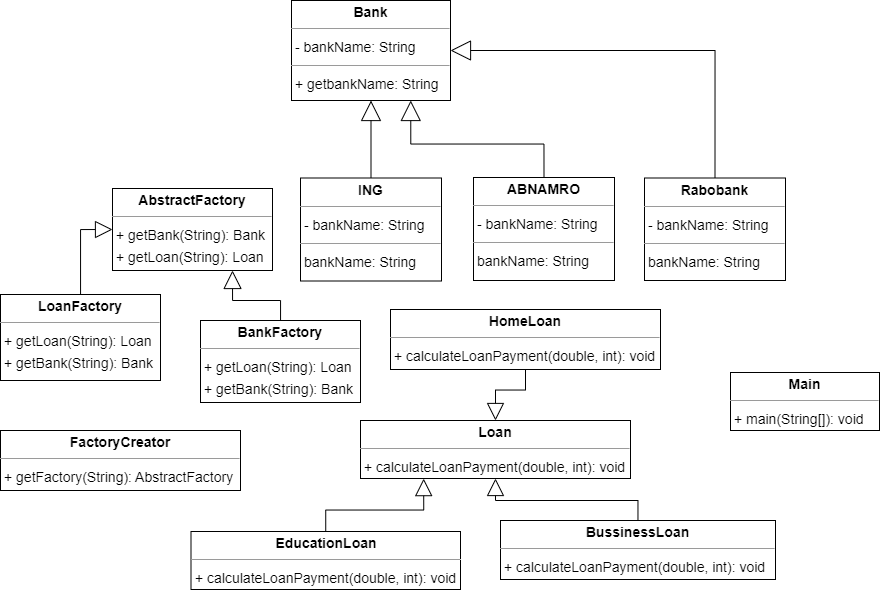 Bank
- bankName: String
+ getbankName: String
ING
- bankName: String
bankName: String
ABNAMRO
- bankName: String
bankName: String
Rabobank
- bankName: String
bankName: String
AbstractFactory
+ getBank(String): Bank
+ getLoan(String): Loan
LoanFactory
+ getLoan(String): Loan
+ getBank(String): Bank
BankFactory
+ getLoan(String): Loan
+ getBank(String): Bank
HomeLoan
+ calculateLoanPayment(double, int): void
Main
+ main(String[]): void
FactoryCreator
+ getFactory(String): AbstractFactory
Loan
+ calculateLoanPayment(double, int): void
EducationLoan
+ calculateLoanPayment(double, int): void
BussinessLoan
+ calculateLoanPayment(double, int): void